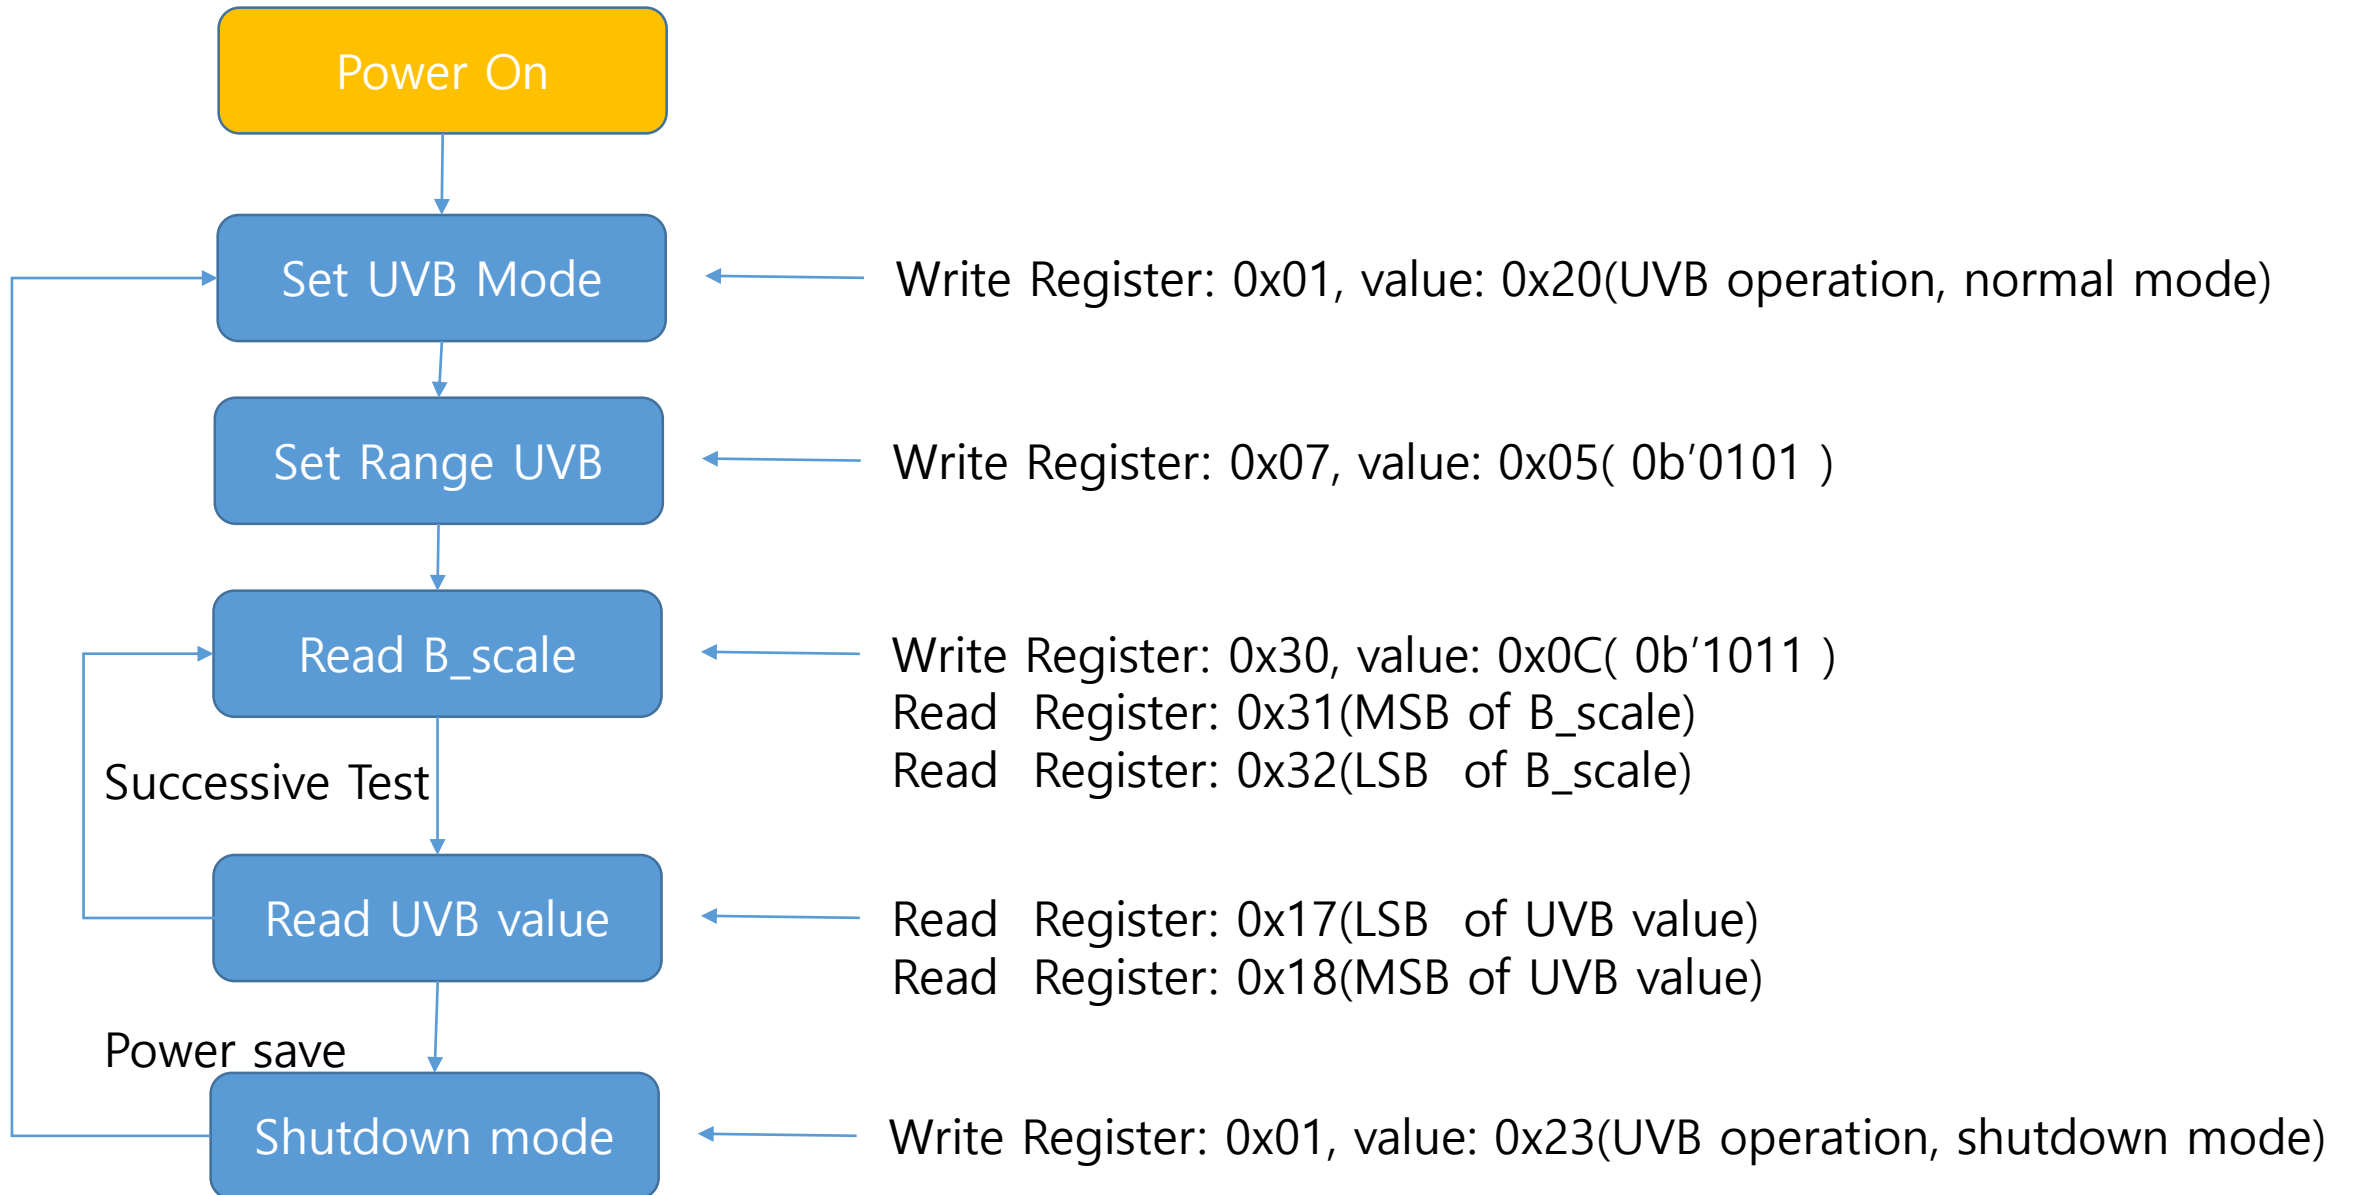 Power On
Set UVB Mode
Write Register: 0x01, value: 0x20(UVB operation, normal mode)
Set Range UVB
Write Register: 0x07, value: 0x05( 0b’0101 )
Read B_scale
Write Register: 0x30, value: 0x0C( 0b’1011 )
Read Register: 0x31(MSB of B_scale)
Read Register: 0x32(LSB of B_scale)
Successive Test
Read UVB value
Read Register: 0x17(LSB of UVB value)
Read Register: 0x18(MSB of UVB value)
Power save
Shutdown mode
Write Register: 0x01, value: 0x23(UVB operation, shutdown mode)